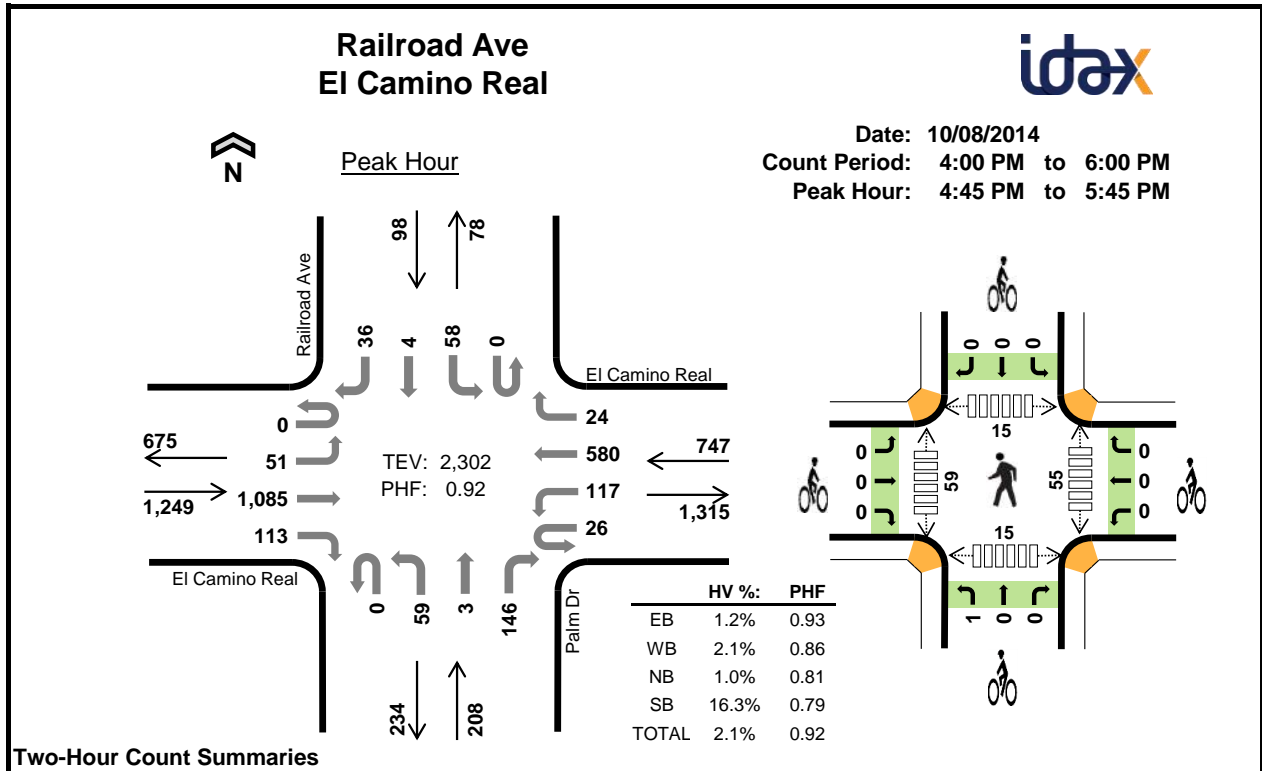 Railroad Ave
El Camino Real
idax
N
Peak Hour
Date: 10/08/2014
Count Period: 4:00 PM to 6:00 PM
Peak Hour: 4:45 PM to 5:45 PM
98
78
Railroad Ave
36
4
58
0
El Camino Real
0
24
675
51
580
747
TEV: 2,302
PHF: 0.92
1,249
1,085
117
1,315
113
26
El Camino Real
0
59
3
146
Palm Dr
234
208
HV %: PHF
EB 1.2% 0.93
WB 2.1% 0.86
NB 1.0% 0.81
SB 16.3% 0.79
TOTAL 2.1% 0.92
0 0 0
15
0
0
0
59
55
0
0
0
15
1 0 0
Two-Hour Count Summaries